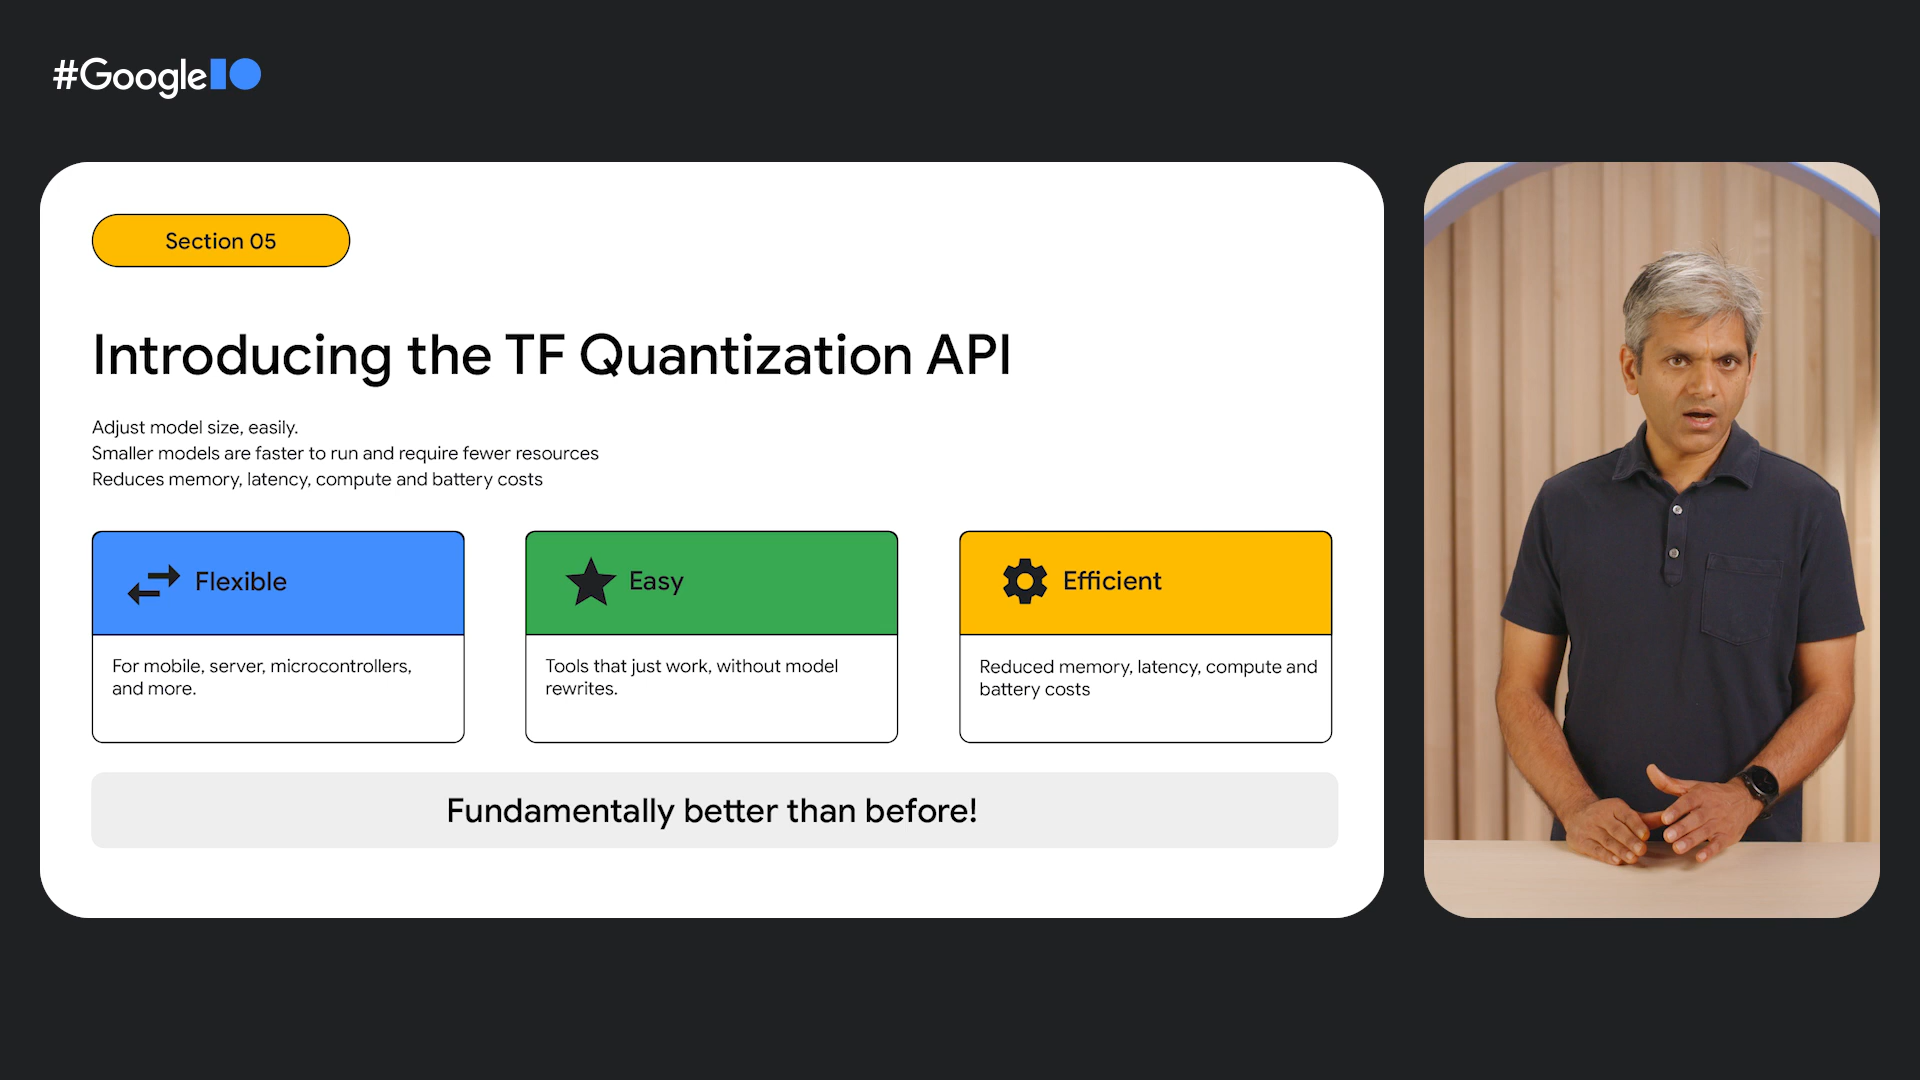 #GoogleIO
Section 05
Introducing the TF Quantization API
Adjust model size, easily.
Smaller models are faster to run and require fewer resources
Reduces memory, latency, compute and battery costs
Flexible
For mobile, server, microcontrollers,
and more.
Easy
Tools that just work, without model
rewrites.
Efficient
Reduced memory, latency, compute and
battery costs
Fundamentally better than before!